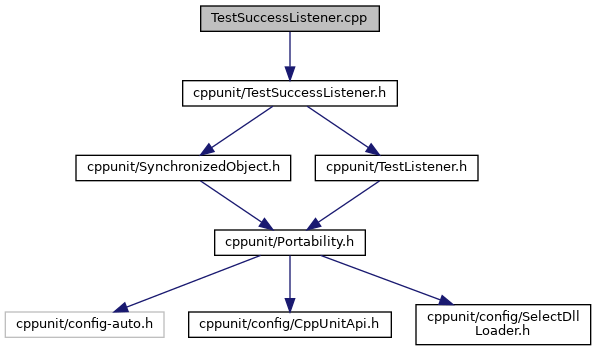 TestSuccessListener.cpp
cppunit/TestSuccessListener.h
cppunit/SynchronizedObject.h
cppunit/TestListener.h
cppunit/Portability.h
cppunit/config-auto.h
cppunit/config/CppUnitApi.h
cppunit/config/SelectDll
Loader.h